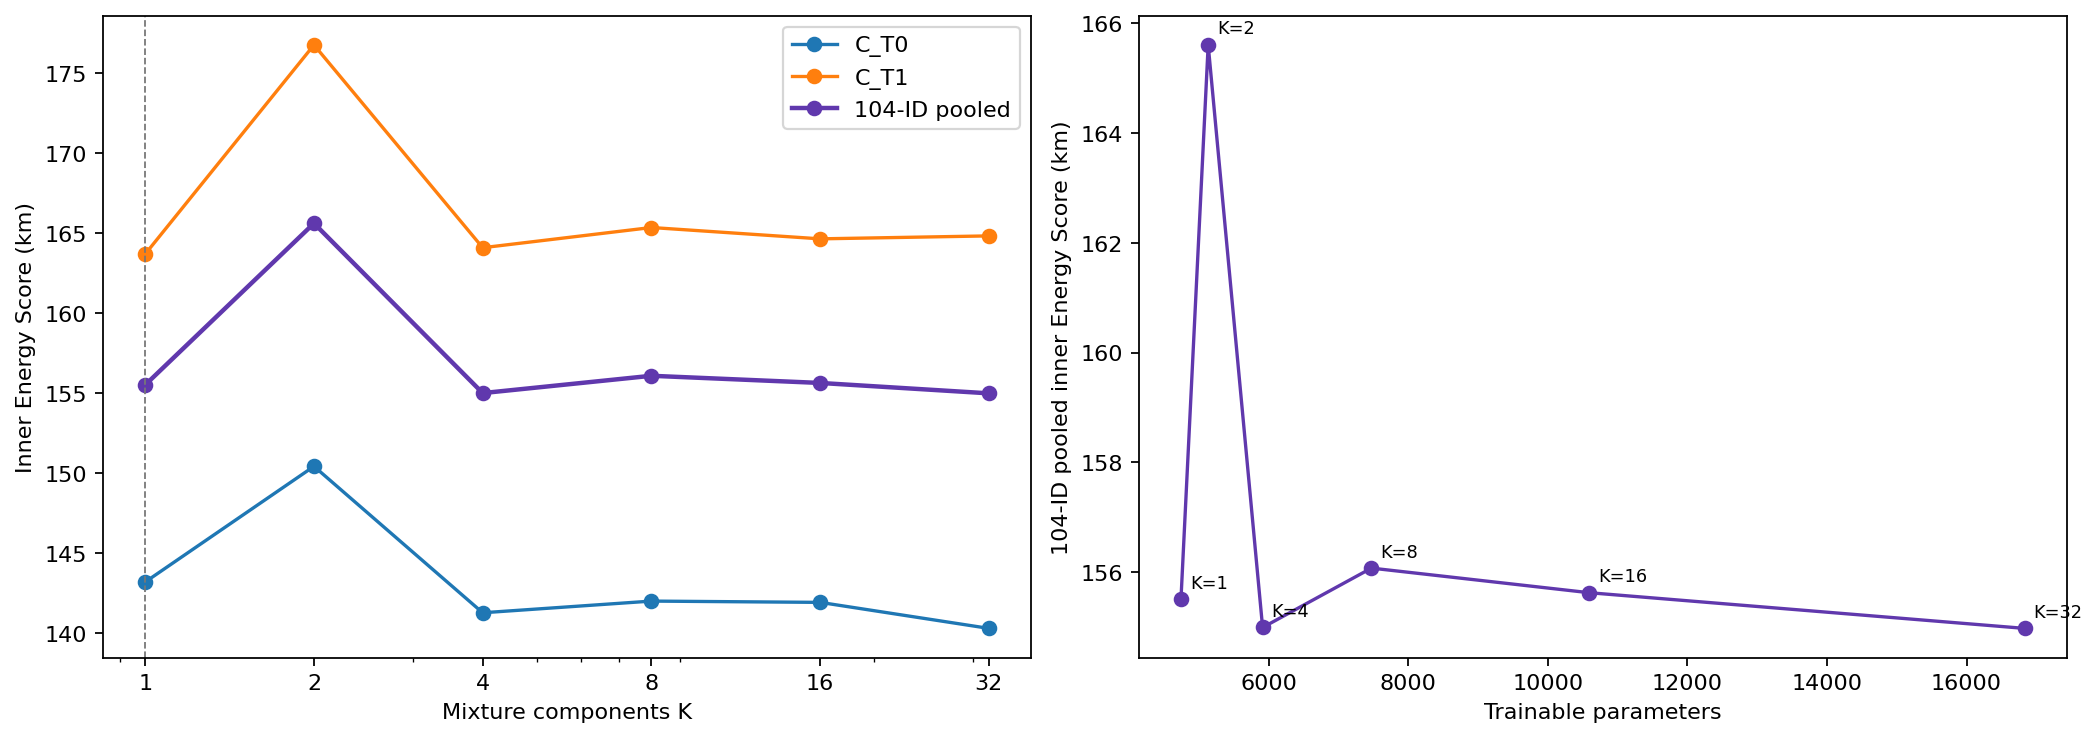 Inner Energy Score (km)
175
170
165
160
155
150
145
140
1
2
4
8
16
32
Mixture components K
C_T0
C_T1
104-ID pooled
104-ID pooled inner Energy Score (km)
166
164
162
160
158
156
K=1
K=2
K=4
K=8
K=16
K=32
6000
8000
10000
12000
14000
16000
Trainable parameters